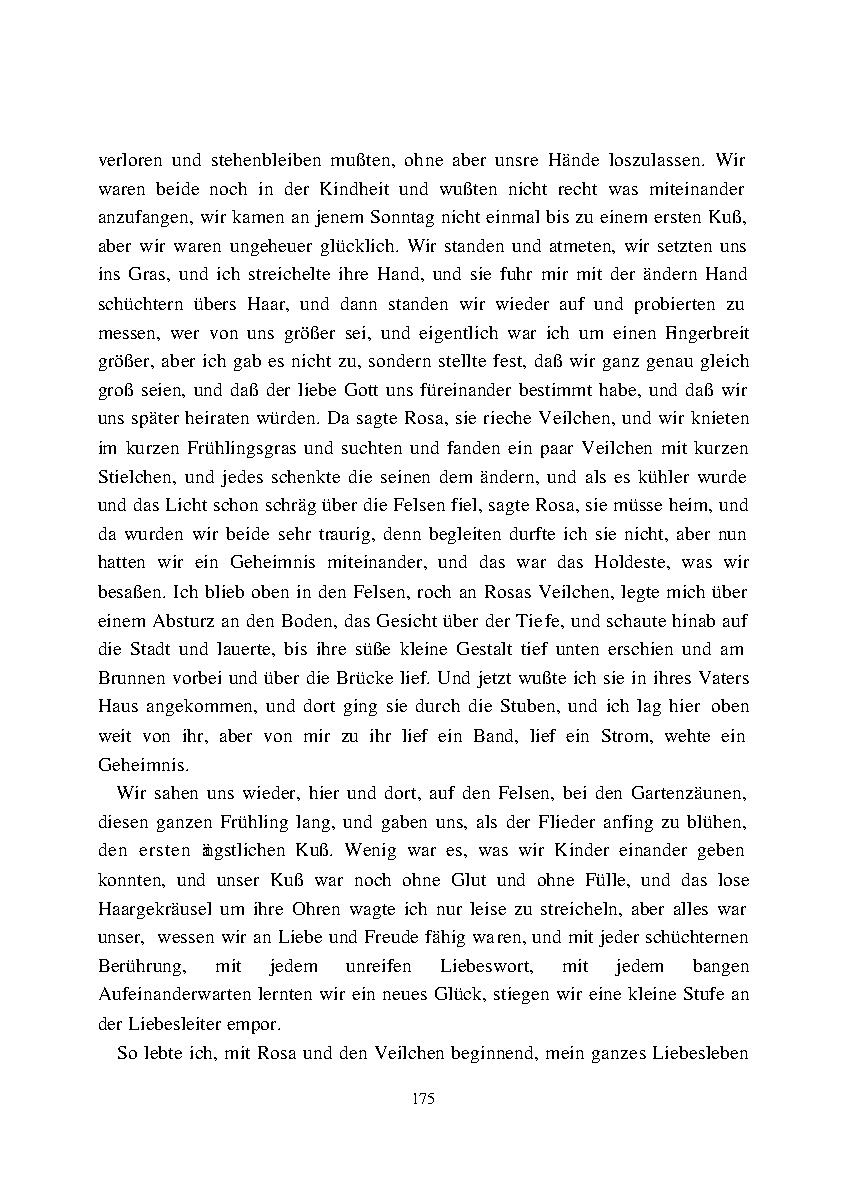 verloren und stehenbleiben mußten, ohne aber unsre Hände loszulassen. Wir
waren beide noch in der Kindheit und wußten nicht recht was miteinander
anzufangen, wir kamen an jenem Sonntag nicht einmal bis zu einem ersten Kuß,
aber wir waren ungeheuer glücklich. Wir standen und atmeten, wir setzten uns
ins Gras, und ich streichelte ihre Hand, und sie fuhr mir mit der ändern Hand
schüchtern übers Haar, und dann standen wir wieder auf und probierten zu
messen, wer von uns größer sei, und eigentlich war ich um einen Fingerbreit
größer, aber ich gab es nicht zu, sondern stellte fest, daß wir ganz genau gleich
groß seien, und daß der liebe Gott uns füreinander bestimmt habe, und daß wir
uns später heiraten würden. Da sagte Rosa, sie rieche Veilchen, und wir knieten
im kurzen Frühlingsgras und suchten und fanden ein paar Veilchen mit kurzen
Stielchen, und jedes schenkte die seinen dem ändern, und als es kühler wurde
und das Licht schon schräg über die Felsen fiel, sagte Rosa, sie müsse heim, und
da wurden wir beide sehr traurig, denn begleiten durfte ich sie nicht, aber nun
hatten wir ein Geheimnis miteinander, und das war das Holdeste, was wir
besaßen. Ich blieb oben in den Felsen, roch an Rosas Veilchen, legte mich über
einem Absturz an den Boden, das Gesicht über der Tiefe, und schaute hinab auf
die Stadt und lauerte, bis ihre süße kleine Gestalt tief unten erschien und am
Brunnen vorbei und über die Brücke lief. Und jetzt wußte ich sie in ihres Vaters
Haus angekommen, und dort ging sie durch die Stuben, und ich lag hier oben
weit von ihr, aber von mir zu ihr lief ein Band, lief ein Strom, wehte ein
Geheimnis.
Wir sahen uns wieder, hier und dort, auf den Felsen, bei den Gartenzäunen,
diesen ganzen Frühling lang, und gaben uns, als der Flieder anfing zu blühen,
den ersten ängstlichen Kuß. Wenig war es, was wir Kinder einander geben
konnten, und unser Kuß war noch ohne Glut und ohne Fülle, und das lose
Haargekräusel um ihre Ohren wagte ich nur leise zu streicheln, aber alles war
unser, wessen wir an Liebe und Freude fähig waren, und mit jeder schüchternen
Berührung, mit jedem unreifen Liebeswort, mit jedem bangen
Aufeinanderwarten lernten wir ein neues Glück, stiegen wir eine kleine Stufe an
der Liebesleiter empor.
So lebte ich, mit Rosa und den Veilchen beginnend, mein ganzes Liebesleben
175